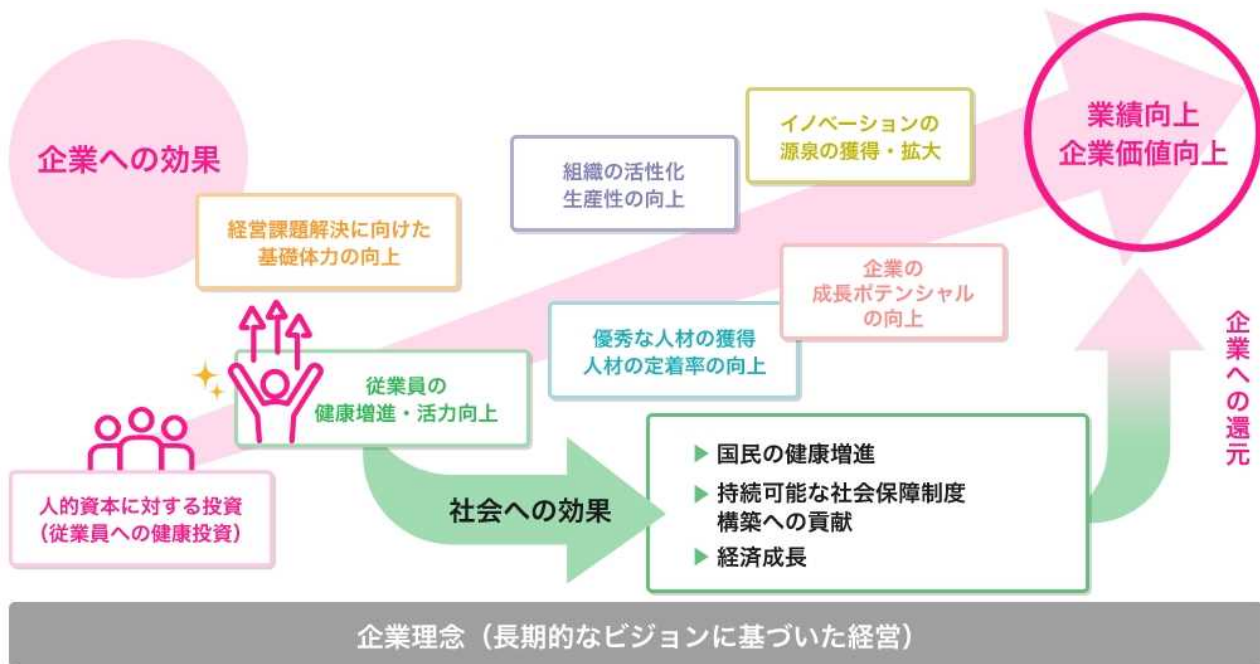 企業への効果
業績向上
企業価値向上
イノベーションの
源泉の獲得・拡大
組織の活性化
生産性の向上
経営課題解決に向けた
基礎体力の向上
企業の
成長ポテンシャル
の向上
優秀な人材の獲得
人材の定着率の向上
従業員の
健康増進・活力向上
人的資本に対する投資
(従業員への健康投資)
社会への効果
▶ 国民の健康増進
▶ 持続可能な社会保障制度
構築への貢献
▶ 経済成長
企業への還元
企業理念（長期的なビジョンに基づいた経営）